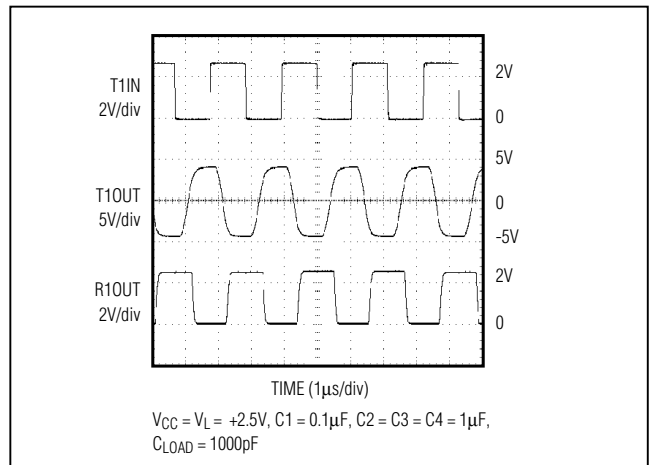 T1IN
2V/div
2V
0
T1OUT
5V/div
5V
0
-5V
R1OUT
2V/div
2V
0
TIME (1µs/div)
VCC = VL = +2.5V, C1 = 0.1µF, C2 = C3 = C4 = 1µF,
CLOAD = 1000pF